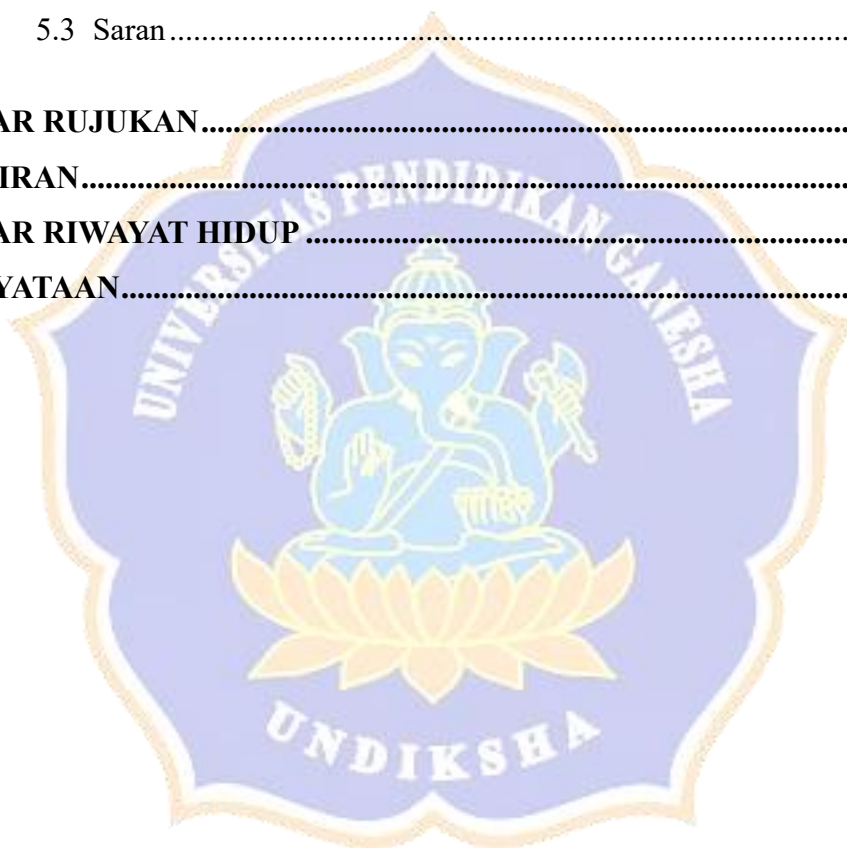 5.3 Saran........................................................................................
AR RUJUKAN.................................................................................
IRAN................................................................................................
AR RIWAYAT HIDUP....................................................................
YATAAN...........................................................................................
UNIVERSITAS PENDIDIKAN GANESHA
UNDIKSHA